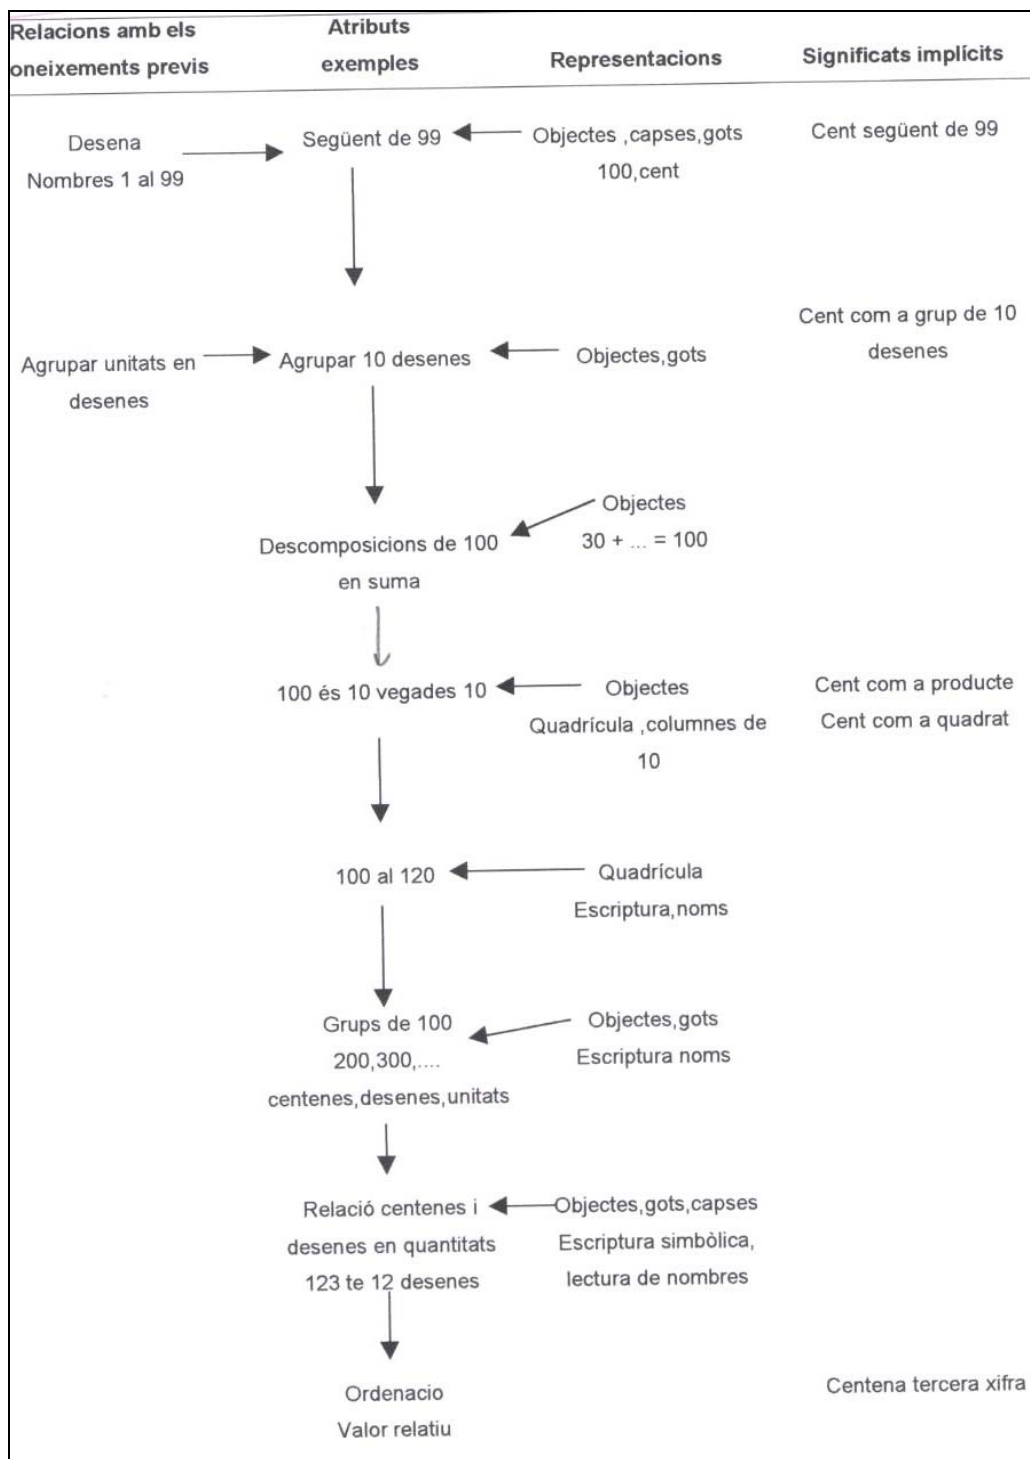 Relacions amb els
oneixements previs
Atributs
exemples
Representacions
Significats implícits
Desena
Nombres 1 al 99
Següent de 99
Objectes ,capses,gots
100,cent
Cent següent de 99
Agrupar unitats en
desenes
Agrupar 10 desenes
Objectes,gots
Cent com a grup de 10
desenes
Descomposicions de 100
en suma
Objectes
30 + ... = 100
100 és 10 vegades 10
Objectes
Quadrícula ,columnes de
10
Cent com a producte
Cent com a quadrat
100 al 120
Quadrícula
Escriptura,noms
Grups de 100
200,300,....
centenes,desenes,unitats
Objectes,gots
Escriptura noms
Relació centenes i
desenes en quantitats
123 te 12 desenes
Objectes,gots,capses
Escriptura simbòlica,
lectura de nombres
Ordenacio
Valor relatiu
Centena tercera xifra